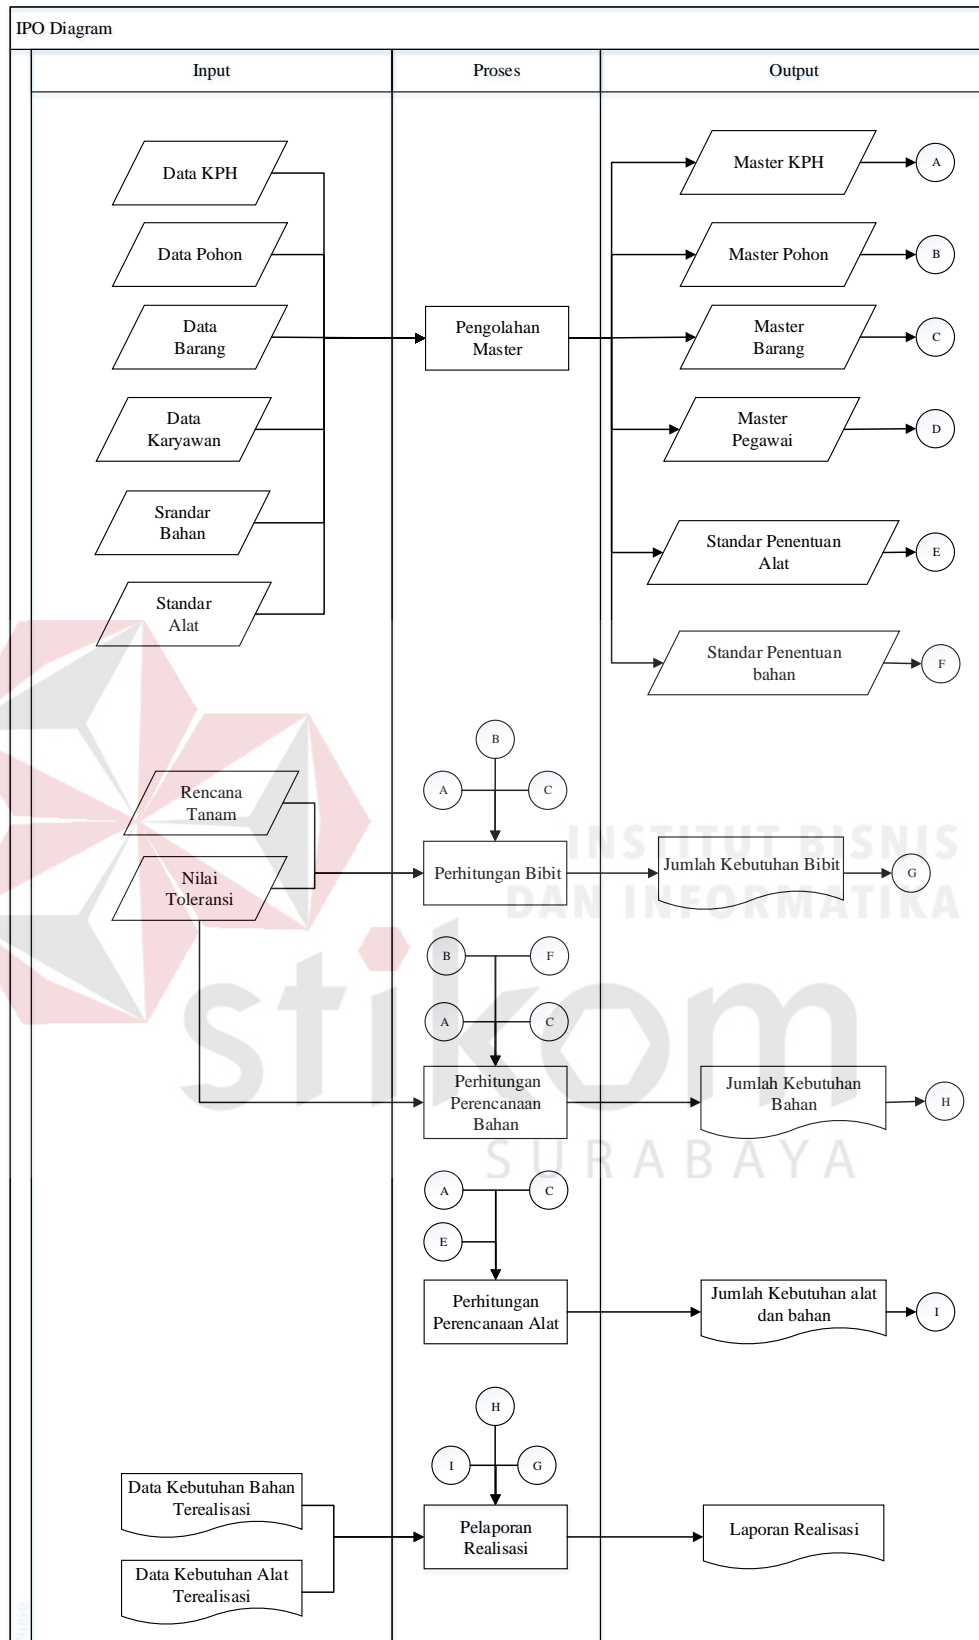 IPO Diagram
Input
Proses
Output
Data KPH
Master KPH
A
Data Pohon
Master Pohon
B
Data
Barang
Pengolahan
Master
Master
Barang
C
Data
Karyawan
Master
Pegawai
D
Srandar
Bahan
Standar Penentuan
Alat
E
Standar
Alat
Standar Penentuan
bahan
F
B
A
C
Rencana
Tanam
Nilai
Toleransi
Perhitungan Bibit
Jumlah Kebutuhan Bibit
G
INSTITUT BISNIS
DAN INFORMATIKA
B
F
A
C
stikom
SURABAYA
Perhitungan
Perencanaan
Bahan
Jumlah Kebutuhan
Bahan
H
A
C
E
Perhitungan
Perencanaan Alat
Jumlah Kebutuhan alat
dan bahan
I
H
I
G
Data Kebutuhan Bahan
Terealisasi
Data Kebutuhan Alat
Terealisasi
Pelaporan
Realisasi
Laporan Realisasi